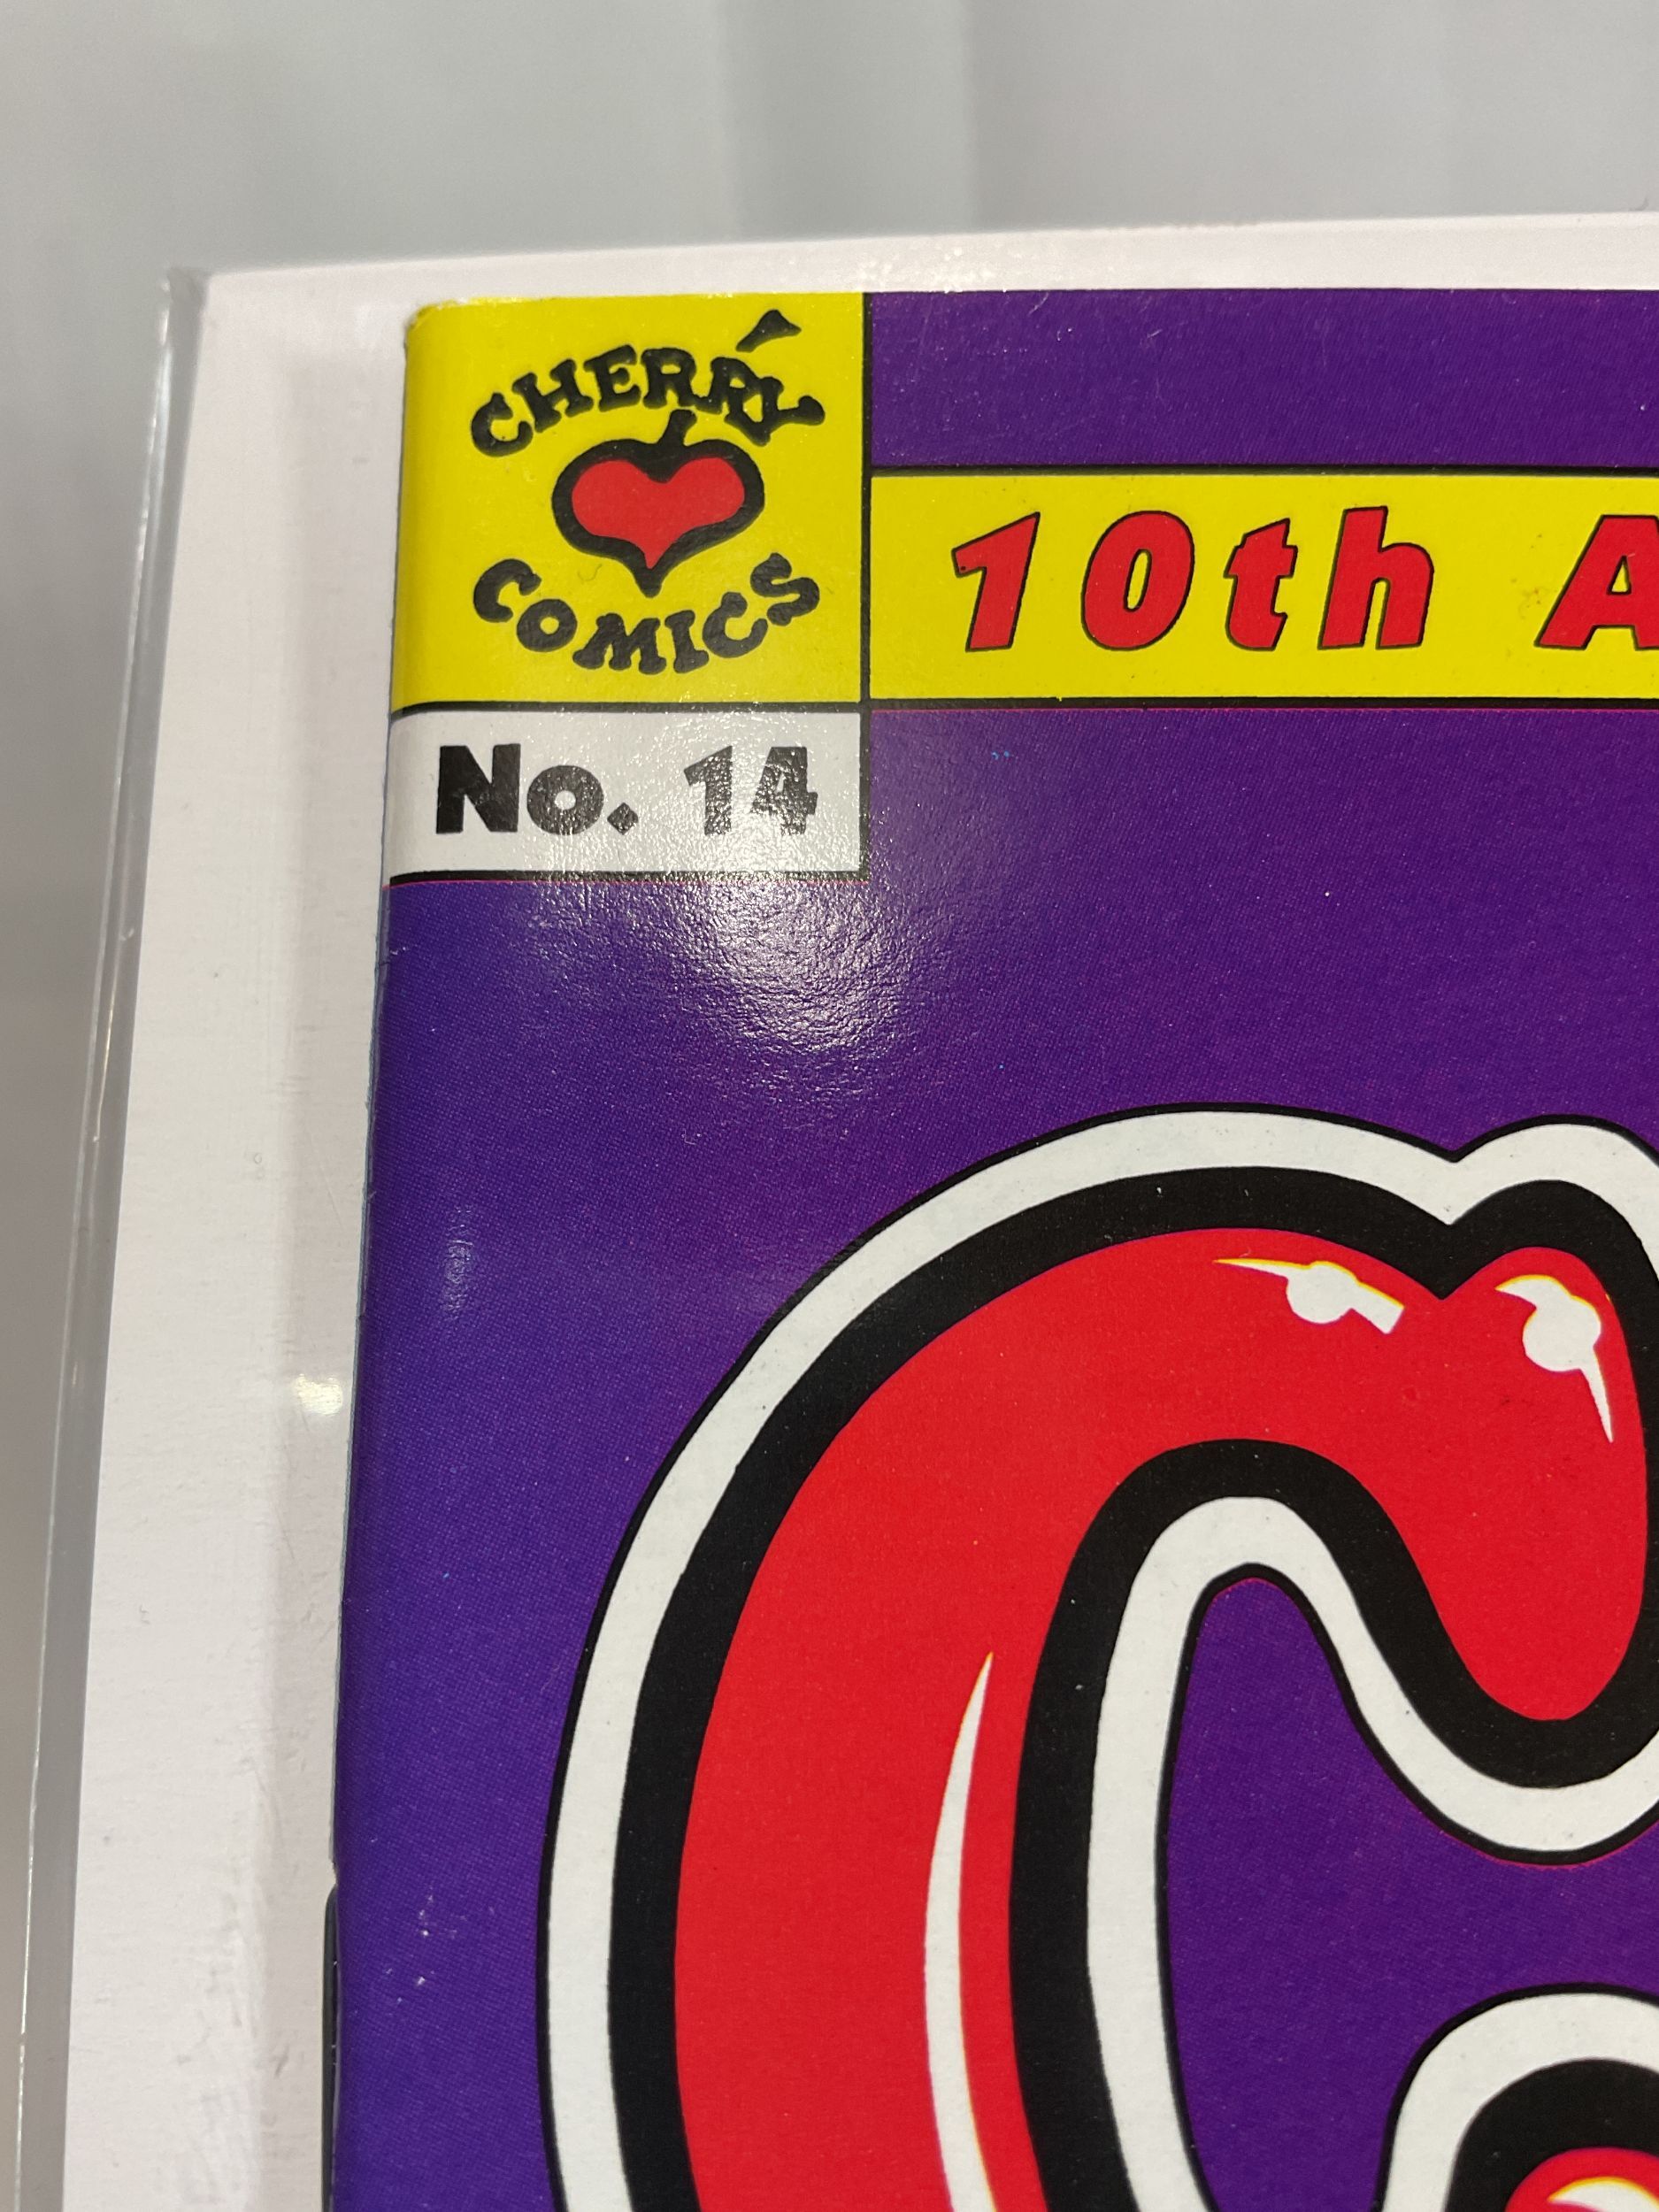 CHERRY
COMICS
No. 14
10th A
C